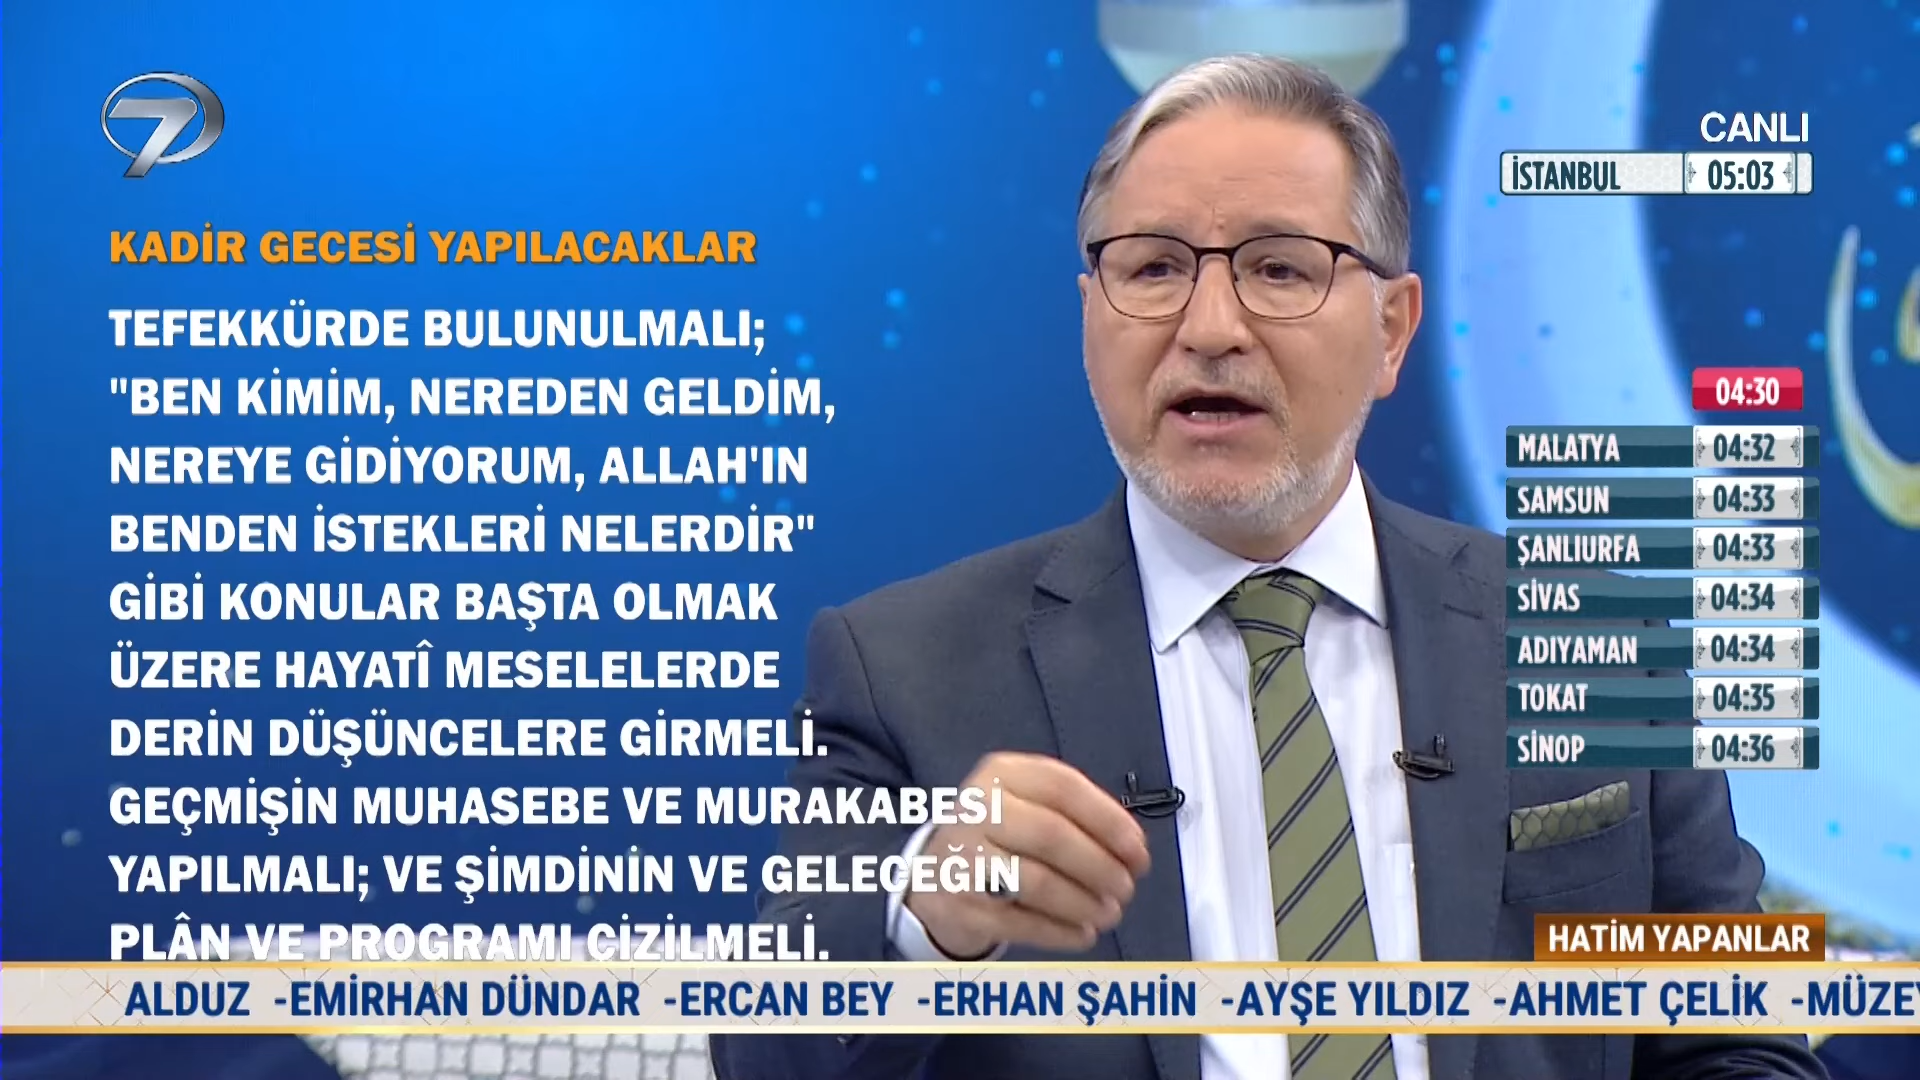 7
CANLI
İSTANBUL 05:03
KADİR GECESİ YAPILACAKLAR
TEFEKKÜRDE BULUNULMALI;
"BEN KİMİM, NEREDEN GELDİM,
NEREYE GİDİYORUM, ALLAH'IN
BENDEN İSTEKLERİ NELERDİR"
GİBİ KONULAR BAŞTA OLMAK
ÜZERE HAYATÎ MESELELERDE
DERİN DÜŞÜNCELERE GİRMELİ.
GEÇMİŞİN MUHASEBE VE MURAKABESİ
YAPILMALI; VE ŞİMDİNİN VE GELECEĞİN
PLÂN VE PROGRAMI ÇİZİLMELİ.
04:30
MALATYA 04:32
SAMSUN 04:33
ŞANLIURFA 04:33
SİVAS 04:34
ADIYAMAN 04:34
TOKAT 04:35
SİNOP 04:36
HATİM YAPANLAR
ALDUZ -EMİRHAN DÜNDAR -ERCAN BEY -ERHAN ŞAHİN -AYŞE YILDIZ -AHMET ÇELİK -MÜZEY